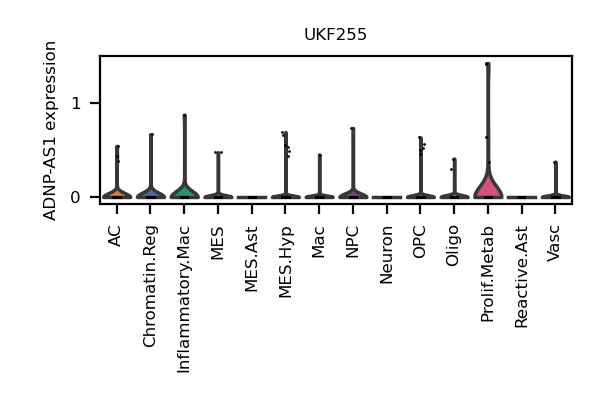 UKF255
ADNP-AS1 expression
1
0
AC
Chromatin.Reg
Inflammatory.Mac
MES
MES.Ast
MES.Hyp
Mac
NPC
Neuron
OPC
Oligo
Prolif.Metab
Reactive.Ast
Vasc